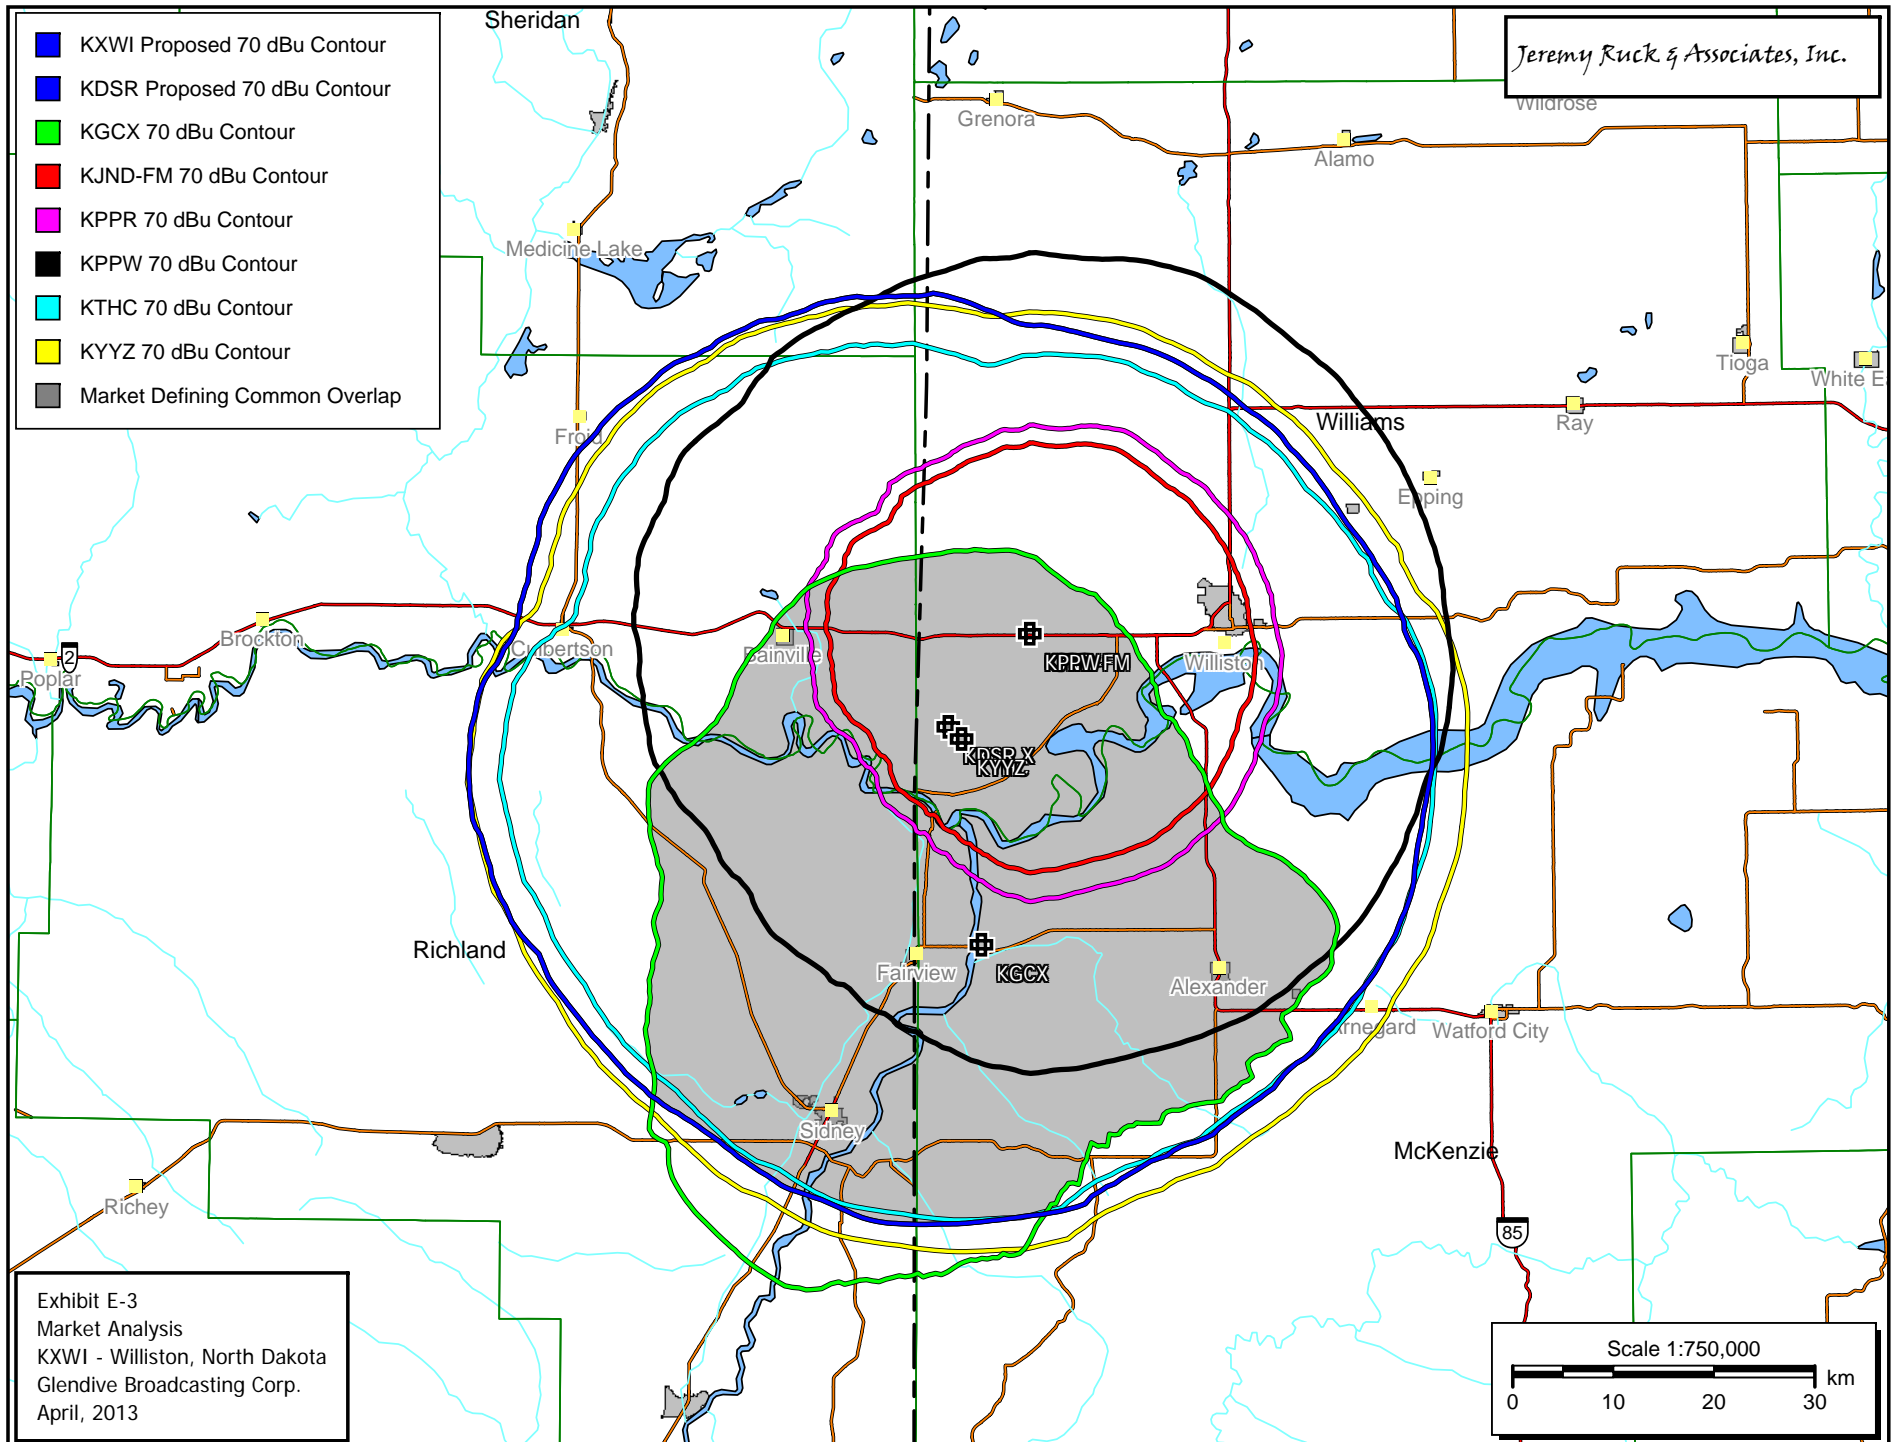 KXWI Proposed 70 dBu Contour
KDSR Proposed 70 dBu Contour
KGCX 70 dBu Contour
KJND-FM 70 dBu Contour
KPPR 70 dBu Contour
KPPW 70 dBu Contour
KTHC 70 dBu Contour
KYYZ 70 dBu Contour
Market Defining Common Overlap
Sheridan
Jeremy Ruck & Associates, Inc.
Wildrose
Grenora
Alamo
Medicine Lake
Tioga
White E
Froid
Williams
Ray
Epping
Brockton
Culbertson
Bainville
Williston
KPPW-FM
2
Poplar
KDSR X
KYYZ
Richland
Fairview
KGCX
Alexander
Arnegard
Watford City
Sidney
McKenzie
Richey
85
Exhibit E-3
Market Analysis
KXWI - Williston, North Dakota
Glendive Broadcasting Corp.
April, 2013
Scale 1:750,000
km
0 10 20 30